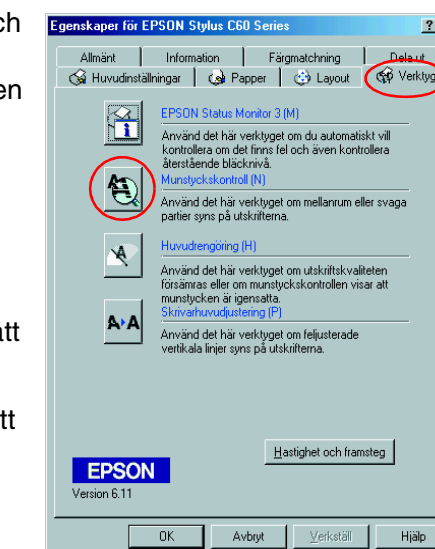 ch
en
att
tt
Egenskaper för EPSON Stylus C60 Series ?
Allmänt Information Färgmatchning Dela ut
Huvudinställningar Papper Layout Verktyg
EPSON Status Monitor 3 (M)
Använd det här verktyget om du automatiskt vill
kontrollera om det finns fel och även kontrollera
återstående bläcknivå.
Munstyckskontroll (N)
Använd det här verktyget om mellanrum eller svaga
partier syns på utskrifterna.
Huvudrengöring (H)
Använd det här verktyget om utskriftskvaliteten
försämras eller om munstyckskontrollen visar att
munstycken är igensatta.
Skrivarhuvudjustering (P)
Använd det här verktyget om feljusterade
vertikala linjer syns på utskrifterna.
Hastighet och framsteg
EPSON
Version 6.11
OK Avbryt Verkställ Hjälp